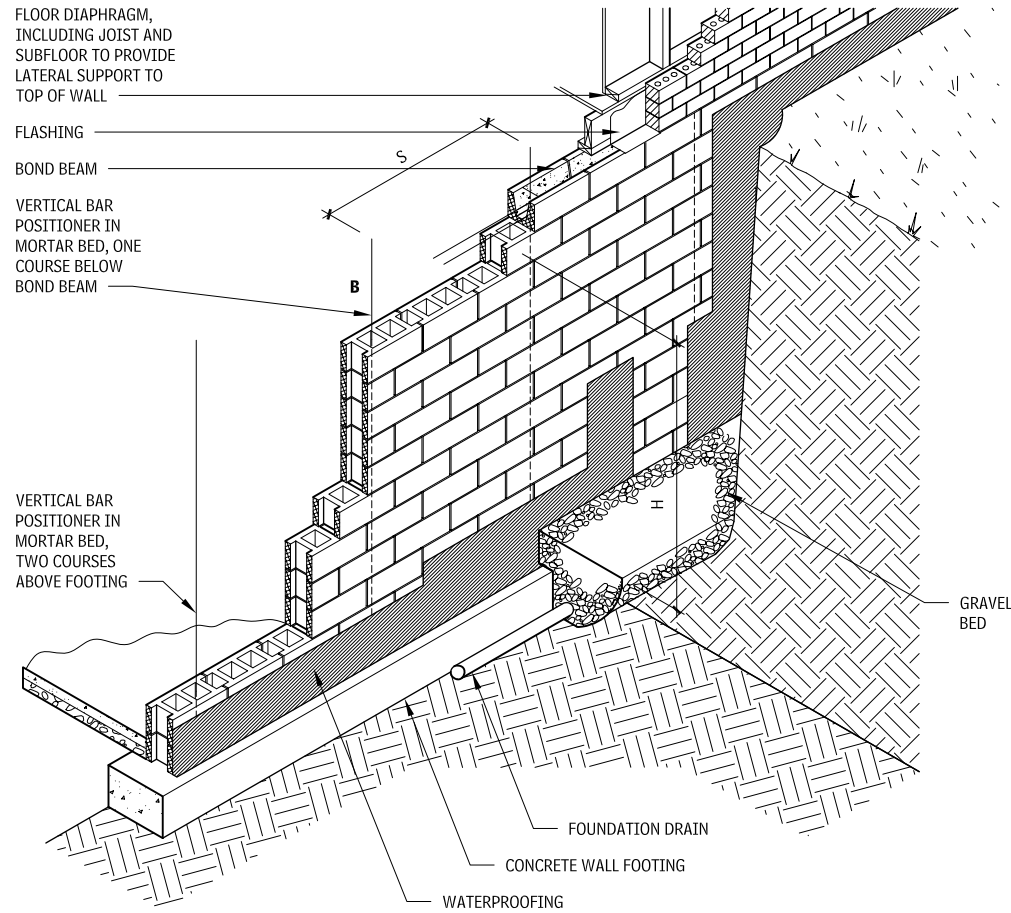 FLOOR DIAPHRAGM,
INCLUDING JOIST AND
SUBFLOOR TO PROVIDE
LATERAL SUPPORT TO
TOP OF WALL
FLASHING
S
BOND BEAM
VERTICAL BAR
POSITIONER IN
MORTAR BED, ONE
COURSE BELOW
BOND BEAM
B
VERTICAL BAR
POSITIONER IN
MORTAR BED,
TWO COURSES
ABOVE FOOTING
H
GRAVEL
BED
FOUNDATION DRAIN
CONCRETE WALL FOOTING
WATERPROOFING